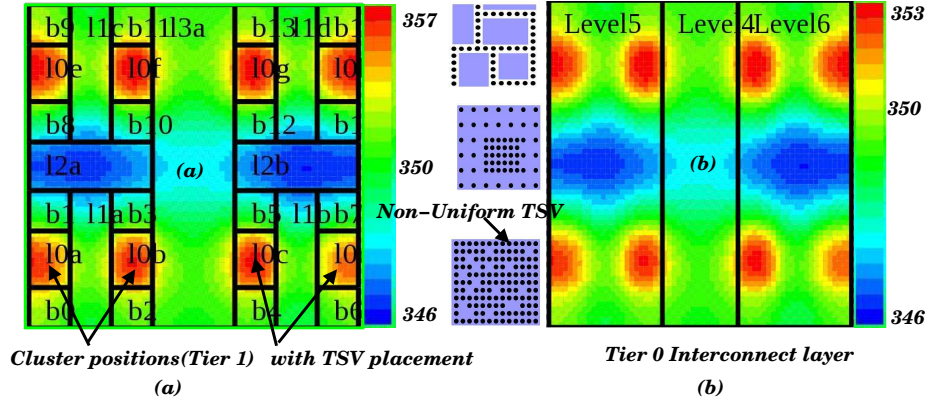 b9 l1c b11 l3a b13 l1d b1
357
l0e l0f l0g l0
b8 b10 b12 b1
l2a (a) l2b
350
b1 l1a b3 b5 l1b b7
l0a l0b l0c l0
b0 b2 b4 b6
346
Cluster positions(Tier 1) with TSV placement
(a)
Non-Uniform TSV
Level5 Level4 Level6
353
350
(b)
346
Tier 0 Interconnect layer
(b)